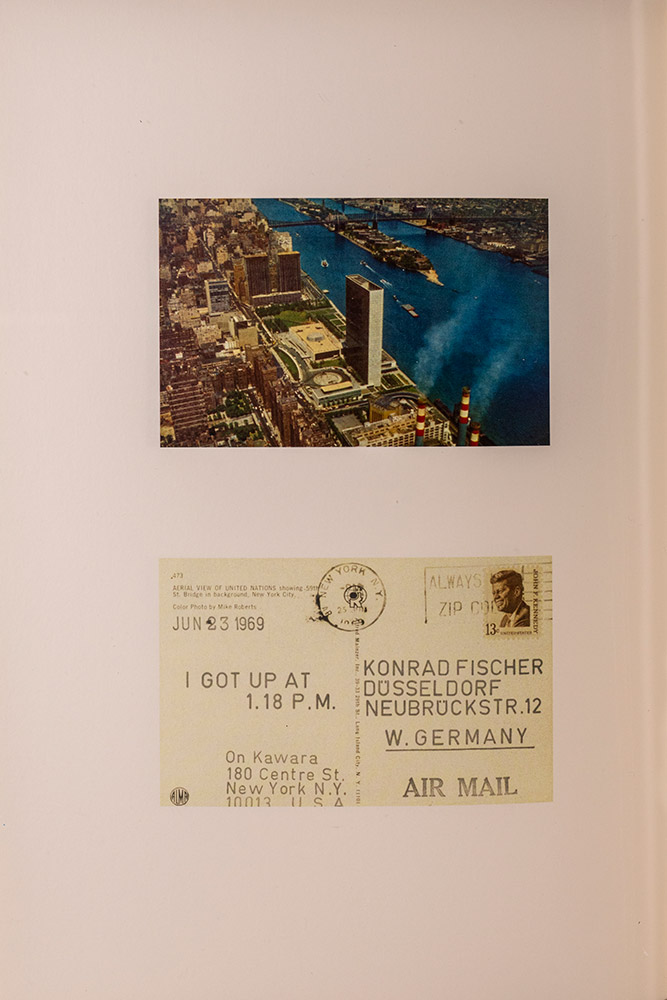 .473
AERIAL VIEW OF UNITED NATIONS showing 59th
St. Bridge in background, New York City.
Color Photo by Mike Roberts
JUN 23 1969
I GOT UP AT
1.18 P.M.
On Kawara
180 Centre St.
New York N.Y.
10013 U S A
NEW YORK N.Y.
ALWAYS
ZIP
JOHN F. KENNEDY
13c
UNITED STATES
KONRAD FISCHER
DÜSSELDORF
NEUBRÜCKSTR.12
W. GERMANY
AIR MAIL